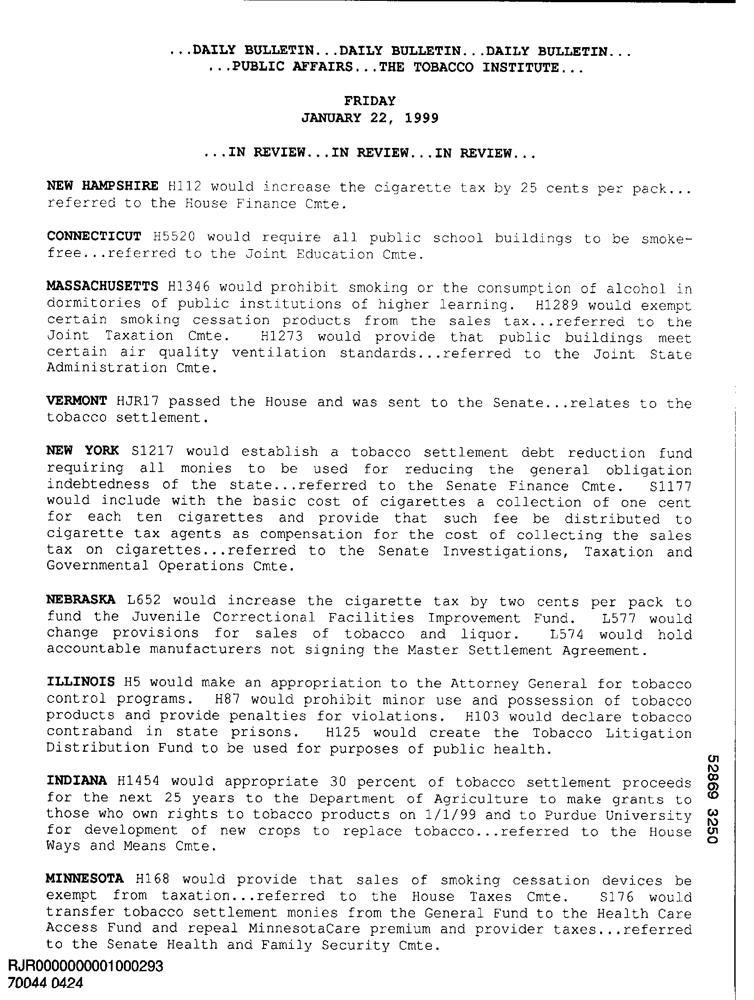 ...DAILY BULLETIN...DAILY BULLETIN...DAILY BULLETIN...
...PUBLIC AFFAIRS...THE TOBACCO INSTITUTE...
FRIDAY
JANUARY 22, 1999
...IN REVIEW...IN REVIEW...IN REVIEW...
NEW HAMPSHIRE H112 would increase the cigarette tax by 25 cents per pack...
referred to the House Finance Cmte.
CONNECTICUT H5520 would require all public school buildings to be smoke-
free...referred to the Joint Education Cmte.
MASSACHUSETTS H1346 would prohibit smoking or the consumption of alcohol in
dormitories of public institutions of higher learning. H1289 would exempt
certain smoking cessation products from the sales tax...referred to the
Joint Taxation Cmte. H1273 would provide that public buildings meet
certain air quality ventilation standards...referred to the Joint State
Administration Cmte.
VERMONT HJR17 passed the House and was sent to the Senate...relates to the
tobacco settlement.
NEW YORK S1217 would establish a tobacco settlement debt reduction fund
requiring all monies to be used for reducing the general obligation
indebtedness of the state...referred to the Senate Finance Cmte. S1177
would include with the basic cost of cigarettes a collection of one cent
for each ten cigarettes and provide that such fee be distributed to
cigarette tax agents as compensation for the cost of collecting the sales
tax on cigarettes...referred to the Senate Investigations, Taxation and
Governmental Operations Cmte.
NEBRASKA L652 would increase the cigarette tax by two cents per pack to
fund the Juvenile Correctional Facilities Improvement Fund. L577 would
change provisions for sales of tobacco and liquor. L574 would hold
accountable manufacturers not signing the Master Settlement Agreement.
ILLINOIS H5 would make an appropriation to the Attorney General for tobacco
control programs. H87 would prohibit minor use and possession of tobacco
products and provide penalties for violations. H103 would declare tobacco
contraband in state prisons. H125 would create the Tobacco Litigation
Distribution Fund to be used for purposes of public health.
INDIANA H1454 would appropriate 30 percent of tobacco settlement proceeds
for the next 25 years to the Department of Agriculture to make grants to
those who own rights to tobacco products on 1/1/99 and to Purdue University
for development of new crops to replace tobacco...referred to the House
Ways and Means Cmte.
MINNESOTA H168 would provide that sales of smoking cessation devices be
exempt from taxation...referred to the House Taxes Cmte. S176 would
transfer tobacco settlement monies from the General Fund to the Health Care
Access Fund and repeal MinnesotaCare premium and provider taxes...referred
to the Senate Health and Family Security Cmte.
52869 3250
RJR0000000001000293
70044 0424